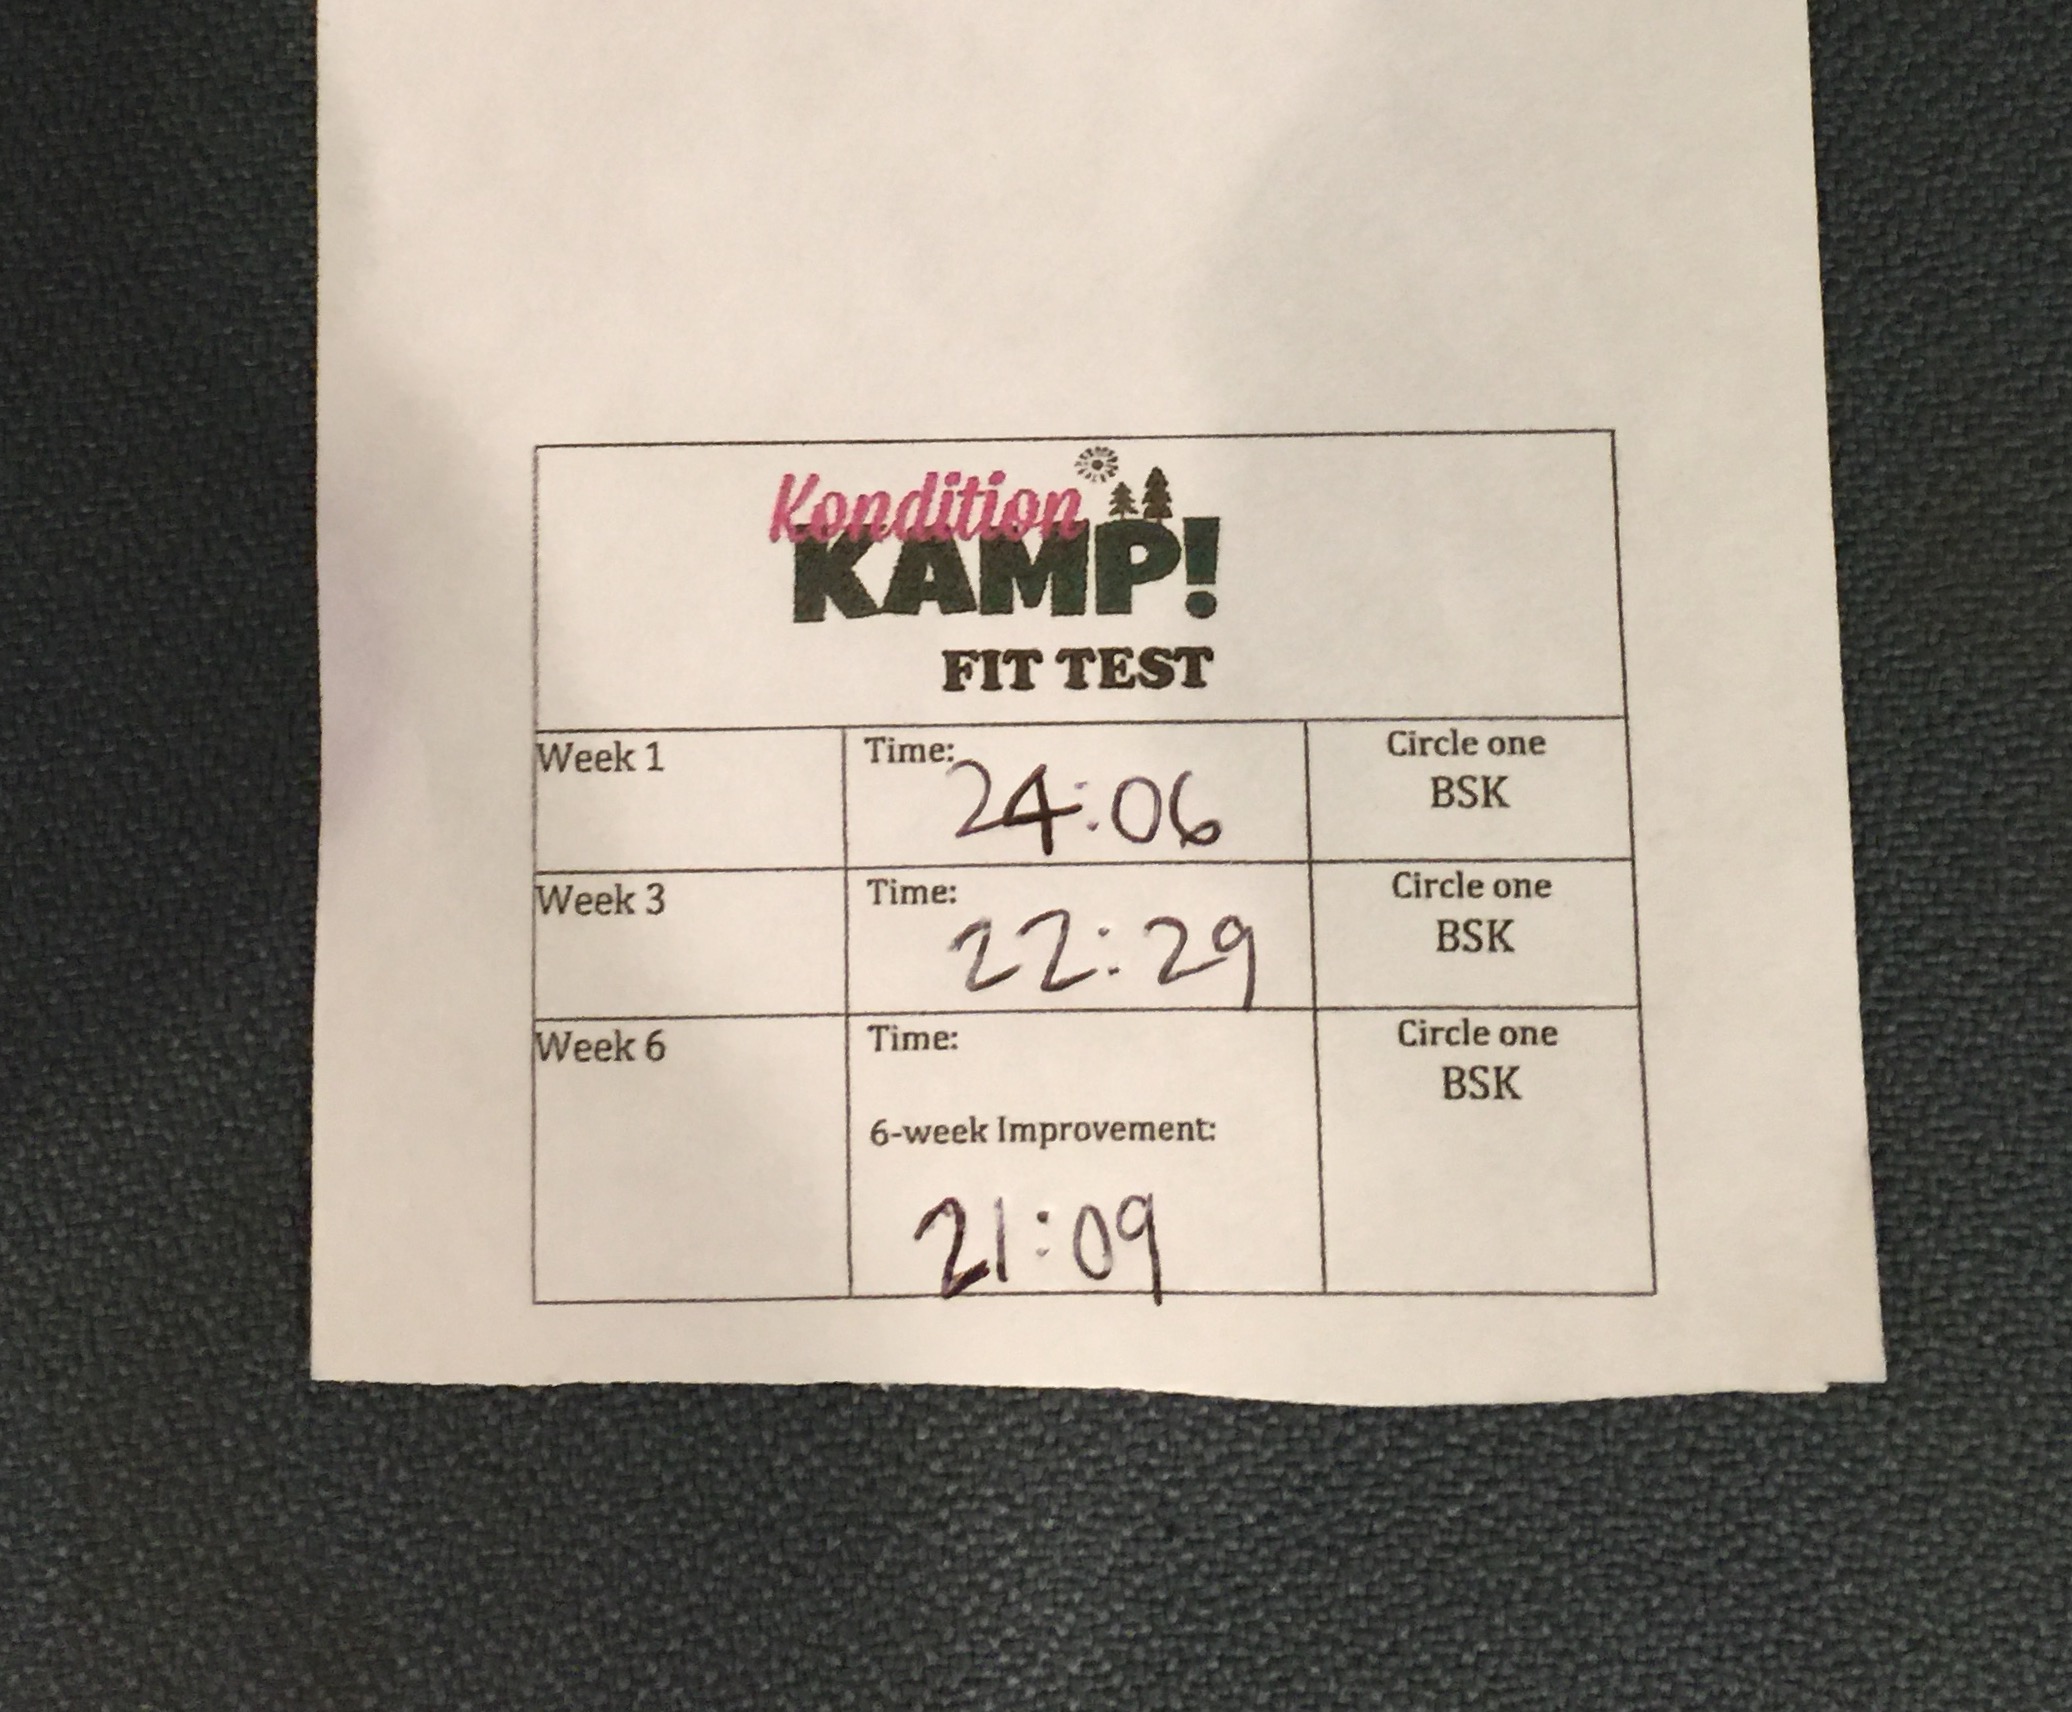 Kondition
KAMP!
FIT TEST
Week 1
Time:
24:06
Circle one
BSK
Week 3
Time:
22:29
Circle one
BSK
Week 6
Time:
6-week Improvement:
21:09
Circle one
BSK